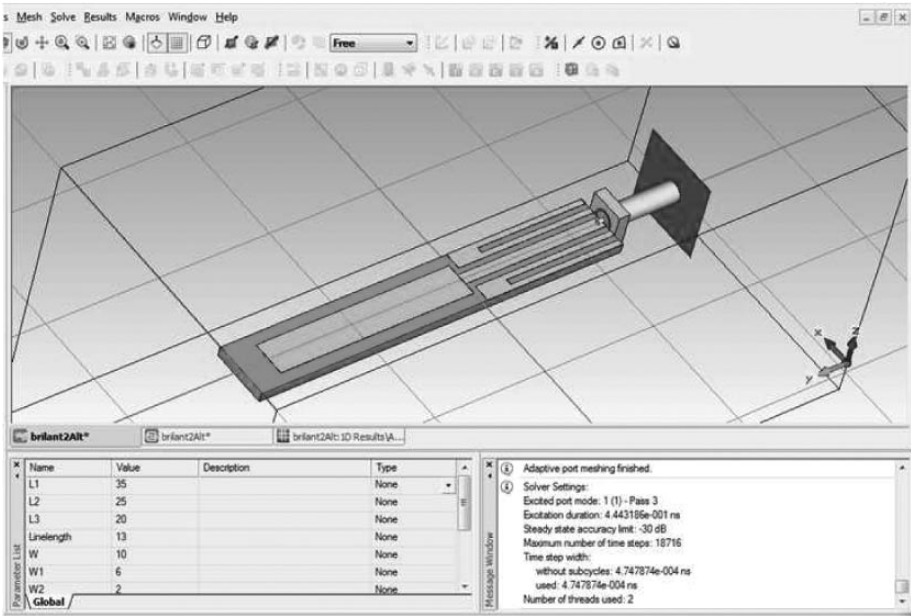 s Mesh Solve Results Macros Window Help
Free
x
z
y
brilant2Alt*
brilant2Alt*
brilant2Alt: 1D Results\A...
Name Value Description Type
L1 35 None
L2 25 None
L3 20 None
Linelength 13 None
W 10 None
W1 6 None
W2 2 None
Global
Parameter List
Message Window
Adaptive port meshing finished.
Solver Settings:
Excited port mode: 1 (1) - Pass 3
Excitation duration: 4.443186e-001 ns
Steady state accuracy limit: -30 dB
Maximum number of time steps: 18716
Time step width:
without subcycles: 4.747874e-004 ns
used: 4.747874e-004 ns
Number of threads used: 2